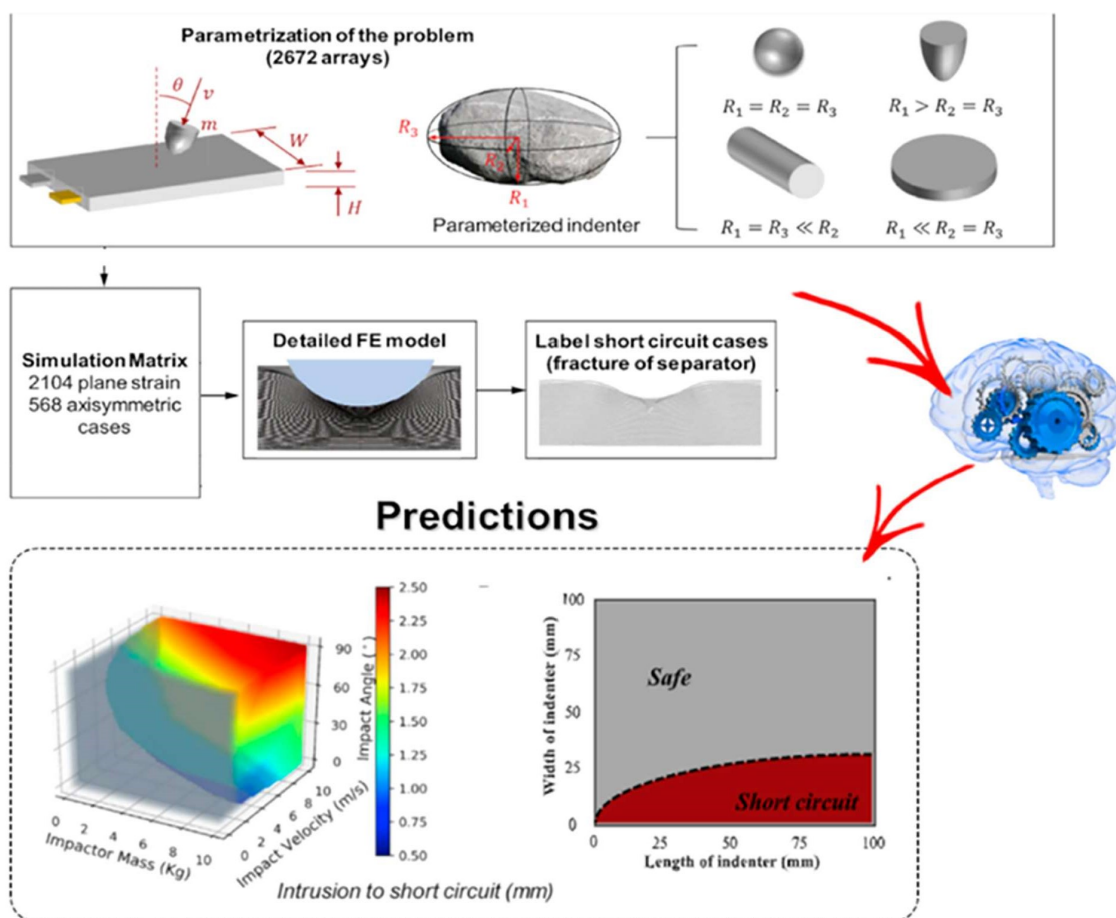 Parametrization of the problem
(2672 arrays)
θ
v
m
W
H
R₃
R₂
R₁
Parameterized indenter
R₁ = R₂ = R₃
R₁ > R₂ = R₃
R₁ = R₃ ≪ R₂
R₁ ≪ R₂ = R₃
Simulation Matrix
2104 plane strain
568 axisymmetric
cases
Detailed FE model
Label short circuit cases
(fracture of separator)
Predictions
2.50
2.25
2.00
1.75
1.50
1.25
1.00
0.75
0.50
90
60
30
0
Impact Angle (°)
0 2 4 6 8 10
Impactor Mass (Kg)
0 2 4 6 8 10
Impact Velocity (m/s)
Intrusion to short circuit (mm)
100
75
50
25
0
Width of indenter (mm)
Safe
Short circuit
0 25 50 75 100
Length of indenter (mm)